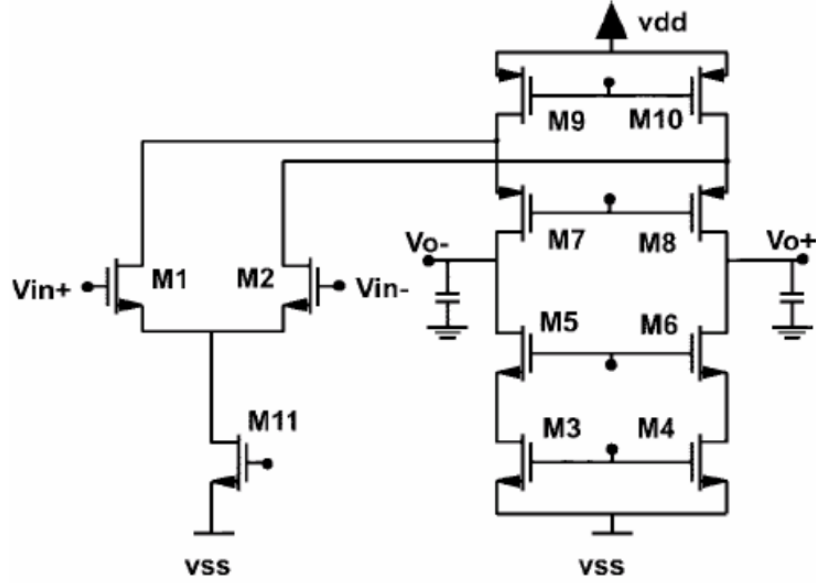 vdd
M9 M10
M7 M8
Vo- Vo+
Vin+ M1 M2 Vin-
M5 M6
M11
M3 M4
vss vss